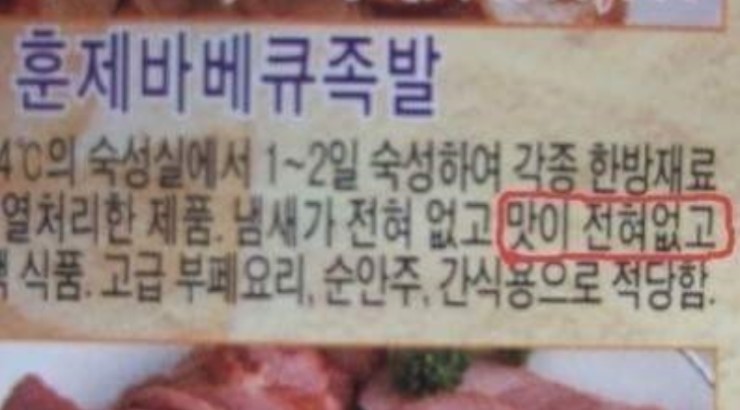 훈제바베큐족발
4℃의 숙성실에서 1~2일 숙성하여 각종 한방재료
열처리한 제품. 냄새가 전혀 없고 맛이 전혀없고
식품. 고급 부페요리, 술안주, 간식용으로 적당함.